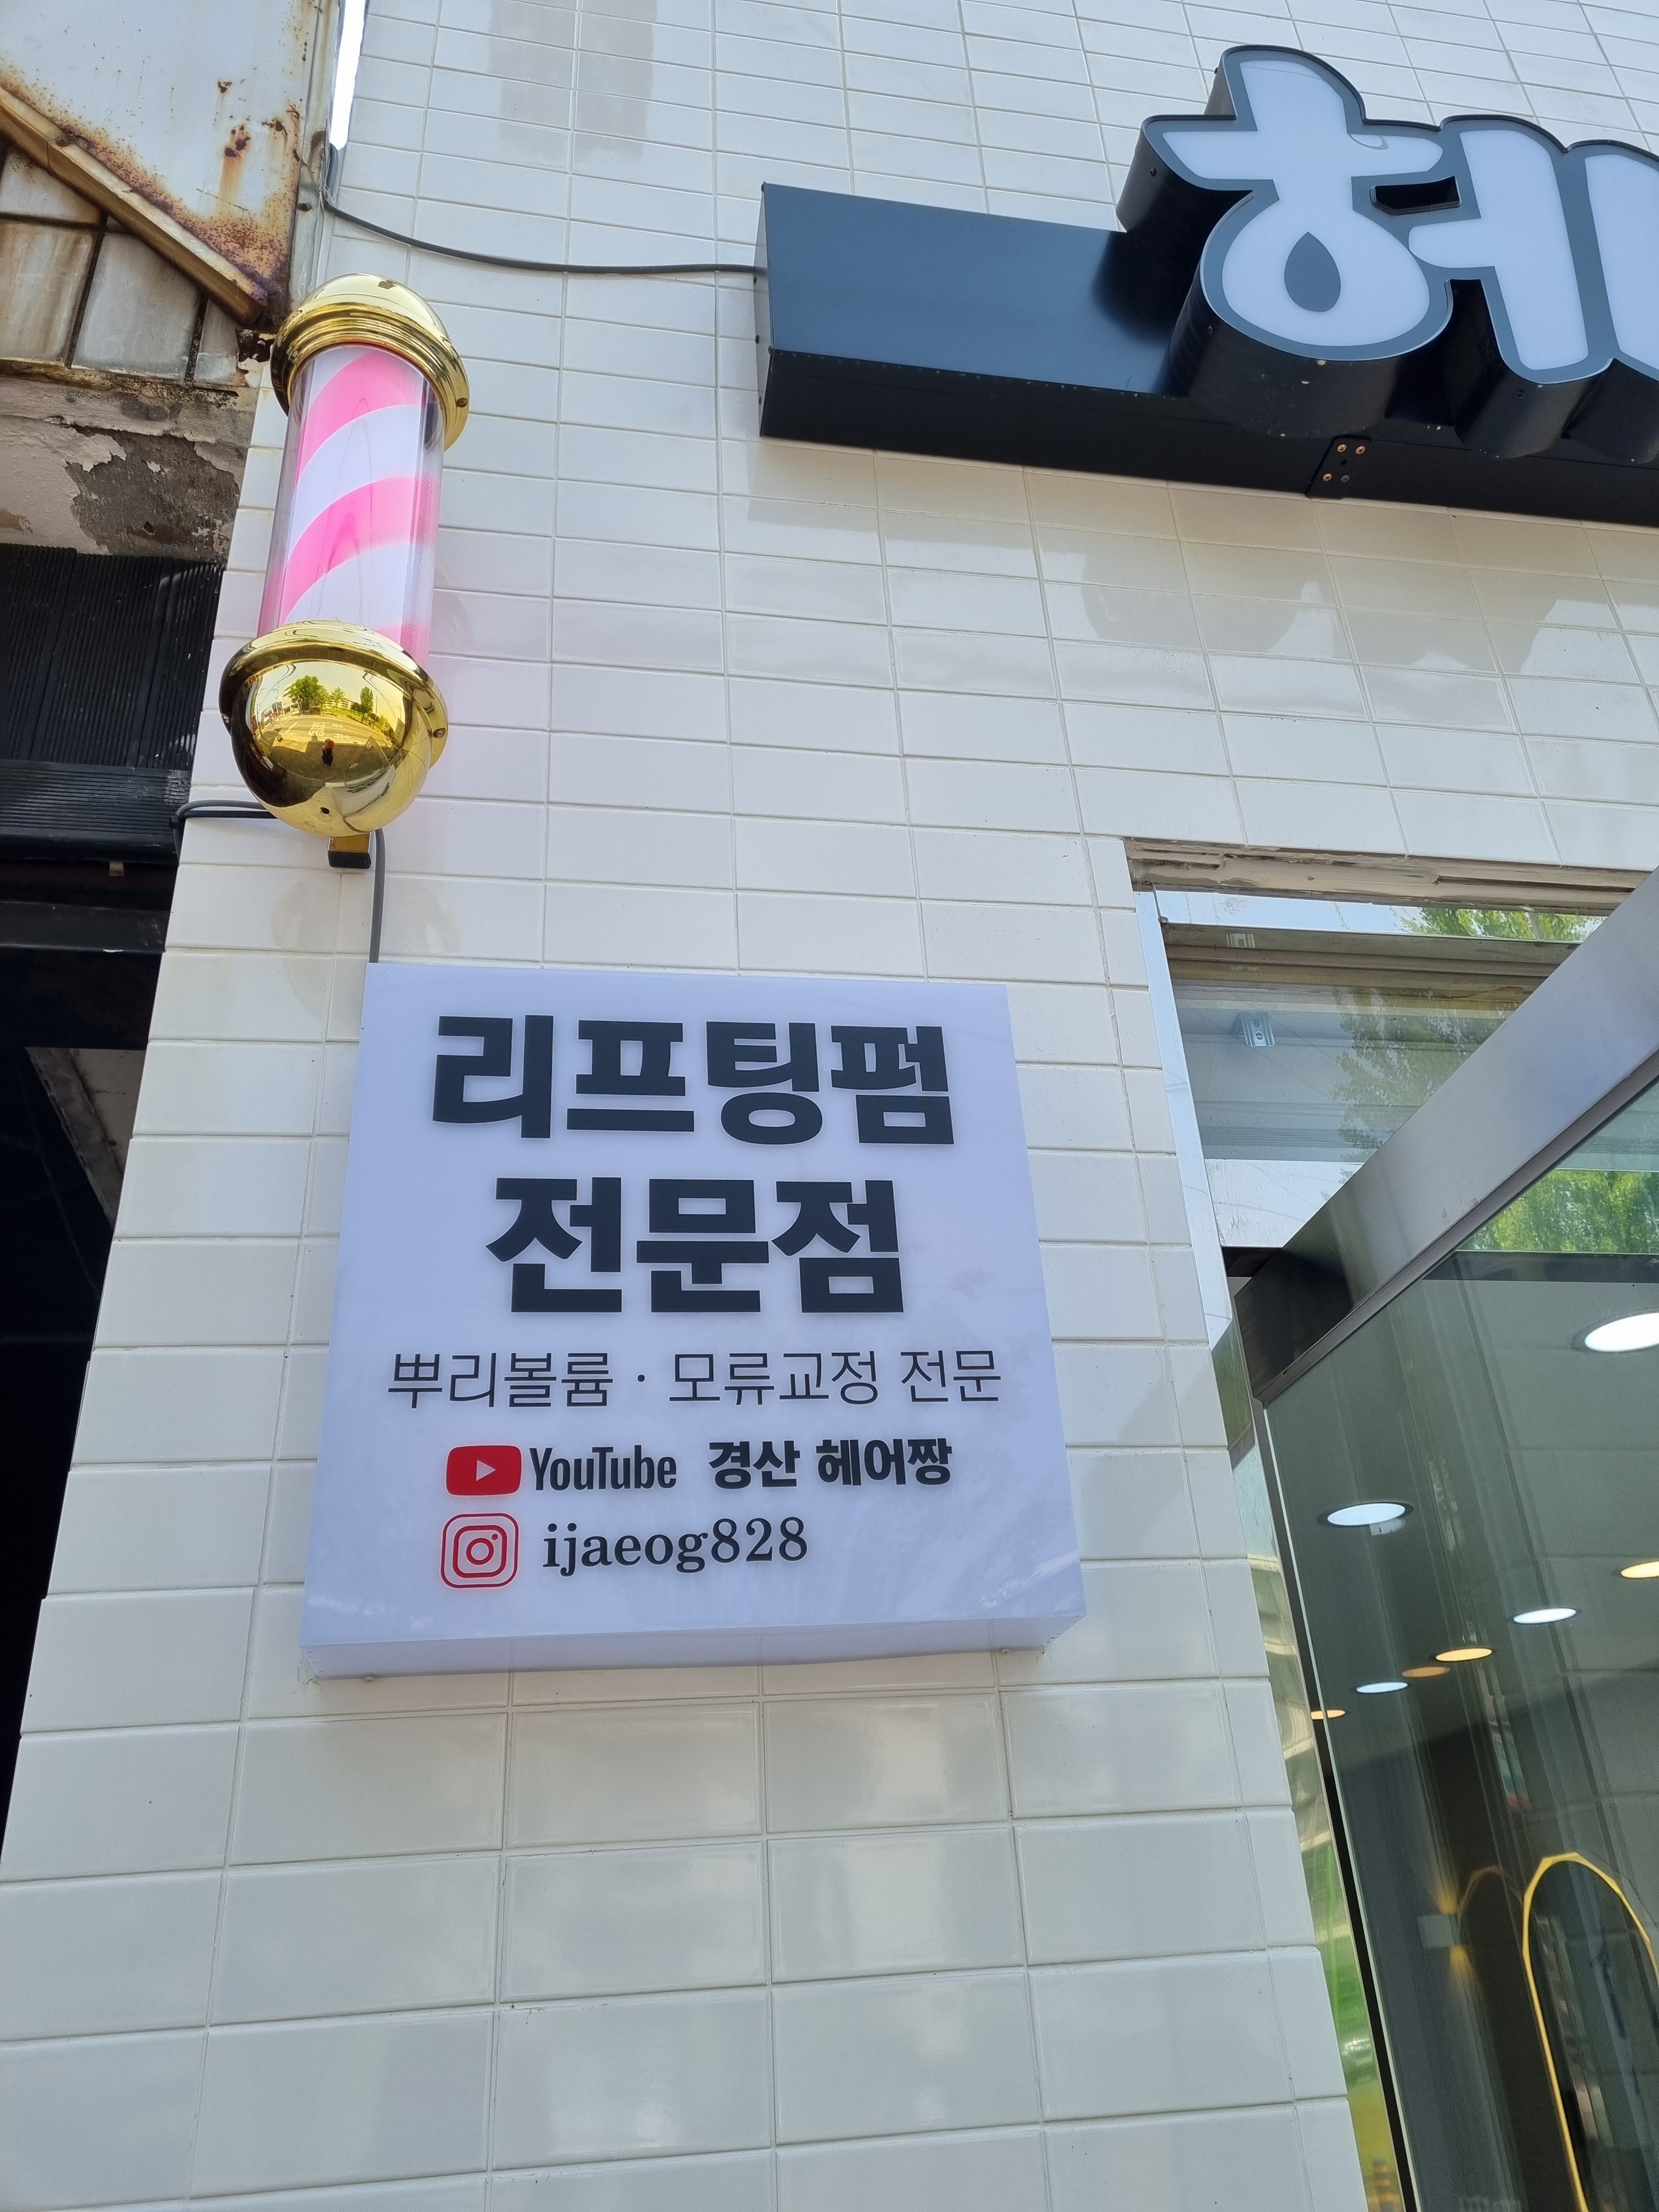 헤
리프팅펌
전문점
뿌리볼륨 · 모류교정 전문
YouTube 경산 헤어짱
ijaeog828